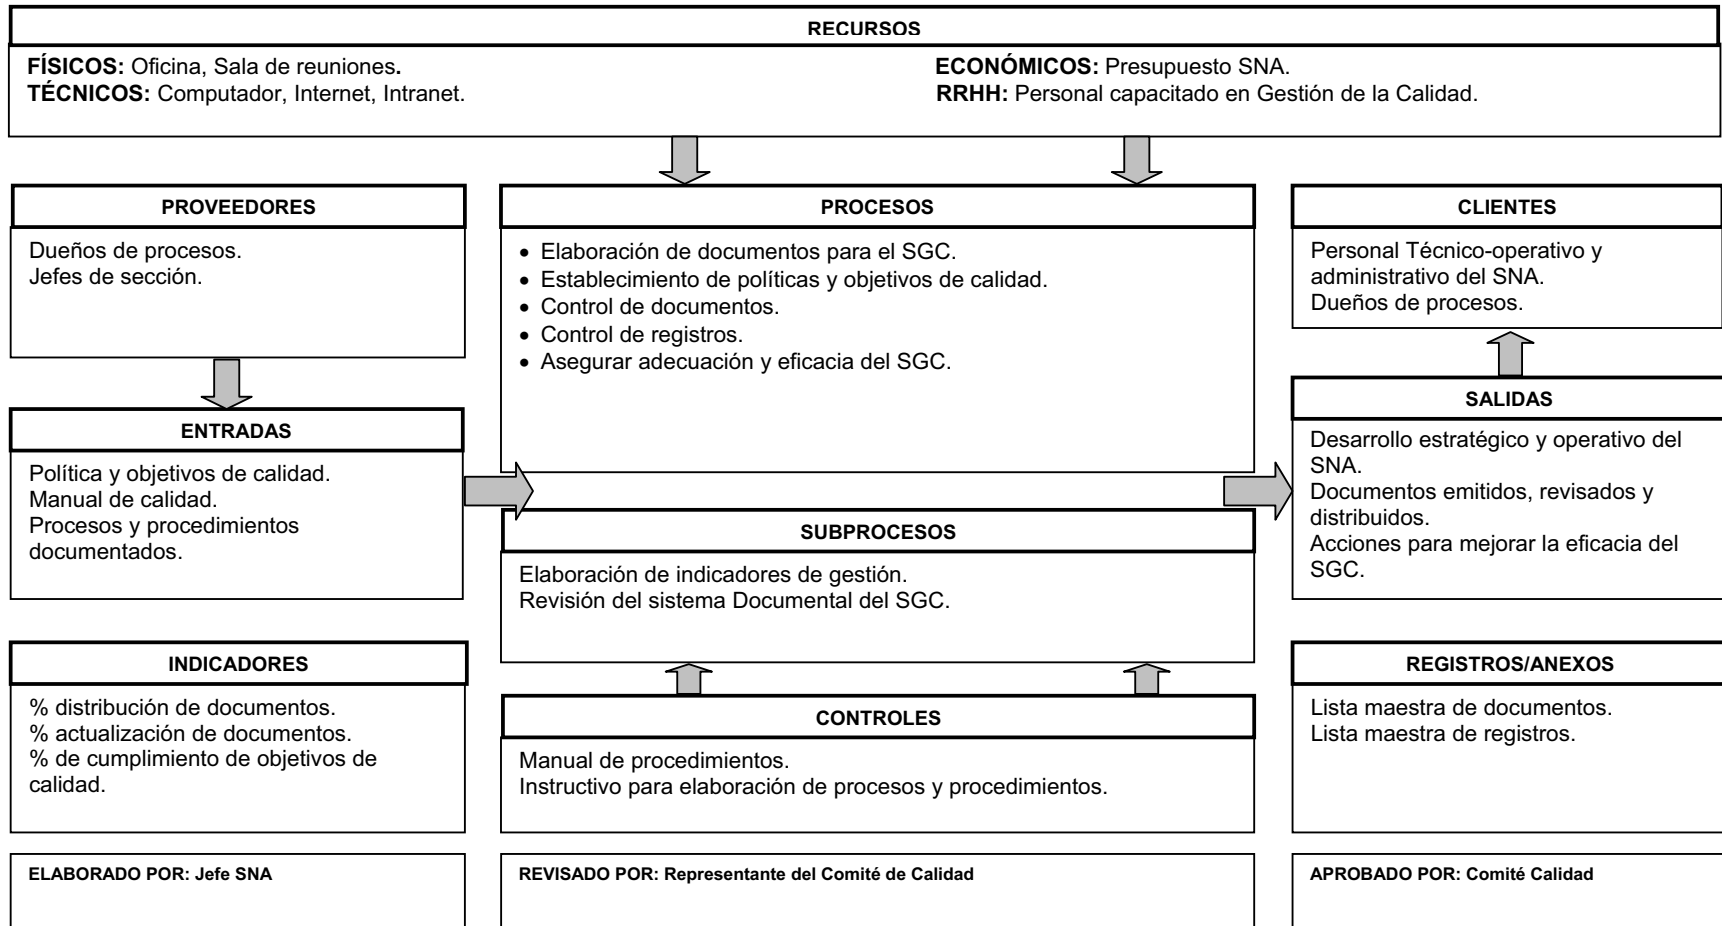 RECURSOS
FÍSICOS: Oficina, Sala de reuniones.
TÉCNICOS: Computador, Internet, Intranet.
ECONÓMICOS: Presupuesto SNA.
RRHH: Personal capacitado en Gestión de la Calidad.
PROVEEDORES
Dueños de procesos.
Jefes de sección.
PROCESOS
• Elaboración de documentos para el SGC.
• Establecimiento de políticas y objetivos de calidad.
• Control de documentos.
• Control de registros.
• Asegurar adecuación y eficacia del SGC.
CLIENTES
Personal Técnico-operativo y
administrativo del SNA.
Dueños de procesos.
ENTRADAS
Política y objetivos de calidad.
Manual de calidad.
Procesos y procedimientos
documentados.
SUBPROCESOS
Elaboración de indicadores de gestión.
Revisión del sistema Documental del SGC.
SALIDAS
Desarrollo estratégico y operativo del
SNA.
Documentos emitidos, revisados y
distribuidos.
Acciones para mejorar la eficacia del
SGC.
INDICADORES
% distribución de documentos.
% actualización de documentos.
% de cumplimiento de objetivos de
calidad.
CONTROLES
Manual de procedimientos.
Instructivo para elaboración de procesos y procedimientos.
REGISTROS/ANEXOS
Lista maestra de documentos.
Lista maestra de registros.
ELABORADO POR: Jefe SNA
REVISADO POR: Representante del Comité de Calidad
APROBADO POR: Comité Calidad